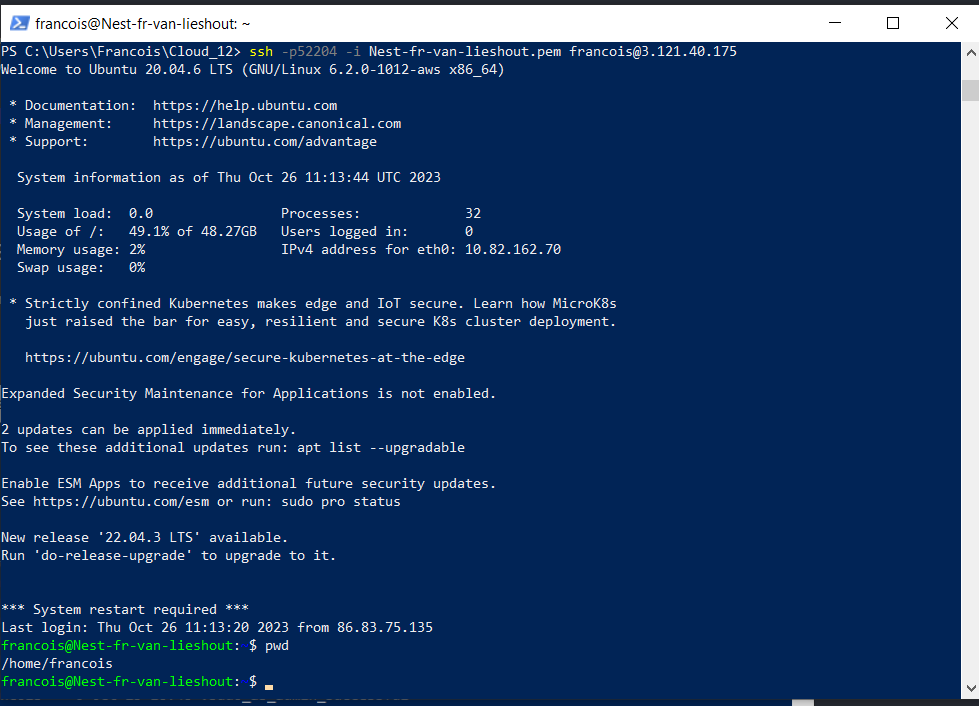 francois@Nest-fr-van-lieshout: ~
PS C:\Users\Francois\Cloud_12> ssh -p52204 -i Nest-fr-van-lieshout.pem francois@3.121.40.175
Welcome to Ubuntu 20.04.6 LTS (GNU/Linux 6.2.0-1012-aws x86_64)
* Documentation:  https://help.ubuntu.com
* Management:     https://landscape.canonical.com
* Support:        https://ubuntu.com/advantage
System information as of Thu Oct 26 11:13:44 UTC 2023
System load:  0.0                Processes:             32
Usage of /:   49.1% of 48.27GB   Users logged in:       0
Memory usage: 2%                 IPv4 address for eth0: 10.82.162.70
Swap usage:   0%
* Strictly confined Kubernetes makes edge and IoT secure. Learn how MicroK8s
just raised the bar for easy, resilient and secure K8s cluster deployment.
https://ubuntu.com/engage/secure-kubernetes-at-the-edge
Expanded Security Maintenance for Applications is not enabled.
2 updates can be applied immediately.
To see these additional updates run: apt list --upgradable
Enable ESM Apps to receive additional future security updates.
See https://ubuntu.com/esm or run: sudo pro status
New release '22.04.3 LTS' available.
Run 'do-release-upgrade' to upgrade to it.
*** System restart required ***
Last login: Thu Oct 26 11:13:20 2023 from 86.83.75.135
francois@Nest-fr-van-lieshout:~$ pwd
/home/francois
francois@Nest-fr-van-lieshout:~$